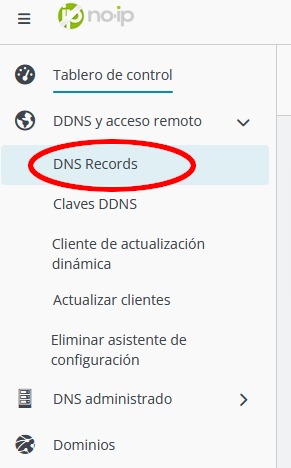 no-ip
Tablero de control
DDNS y acceso remoto
DNS Records
Claves DDNS
Cliente de actualización
dinámica
Actualizar clientes
Eliminar asistente de
configuración
DNS administrado
Dominios